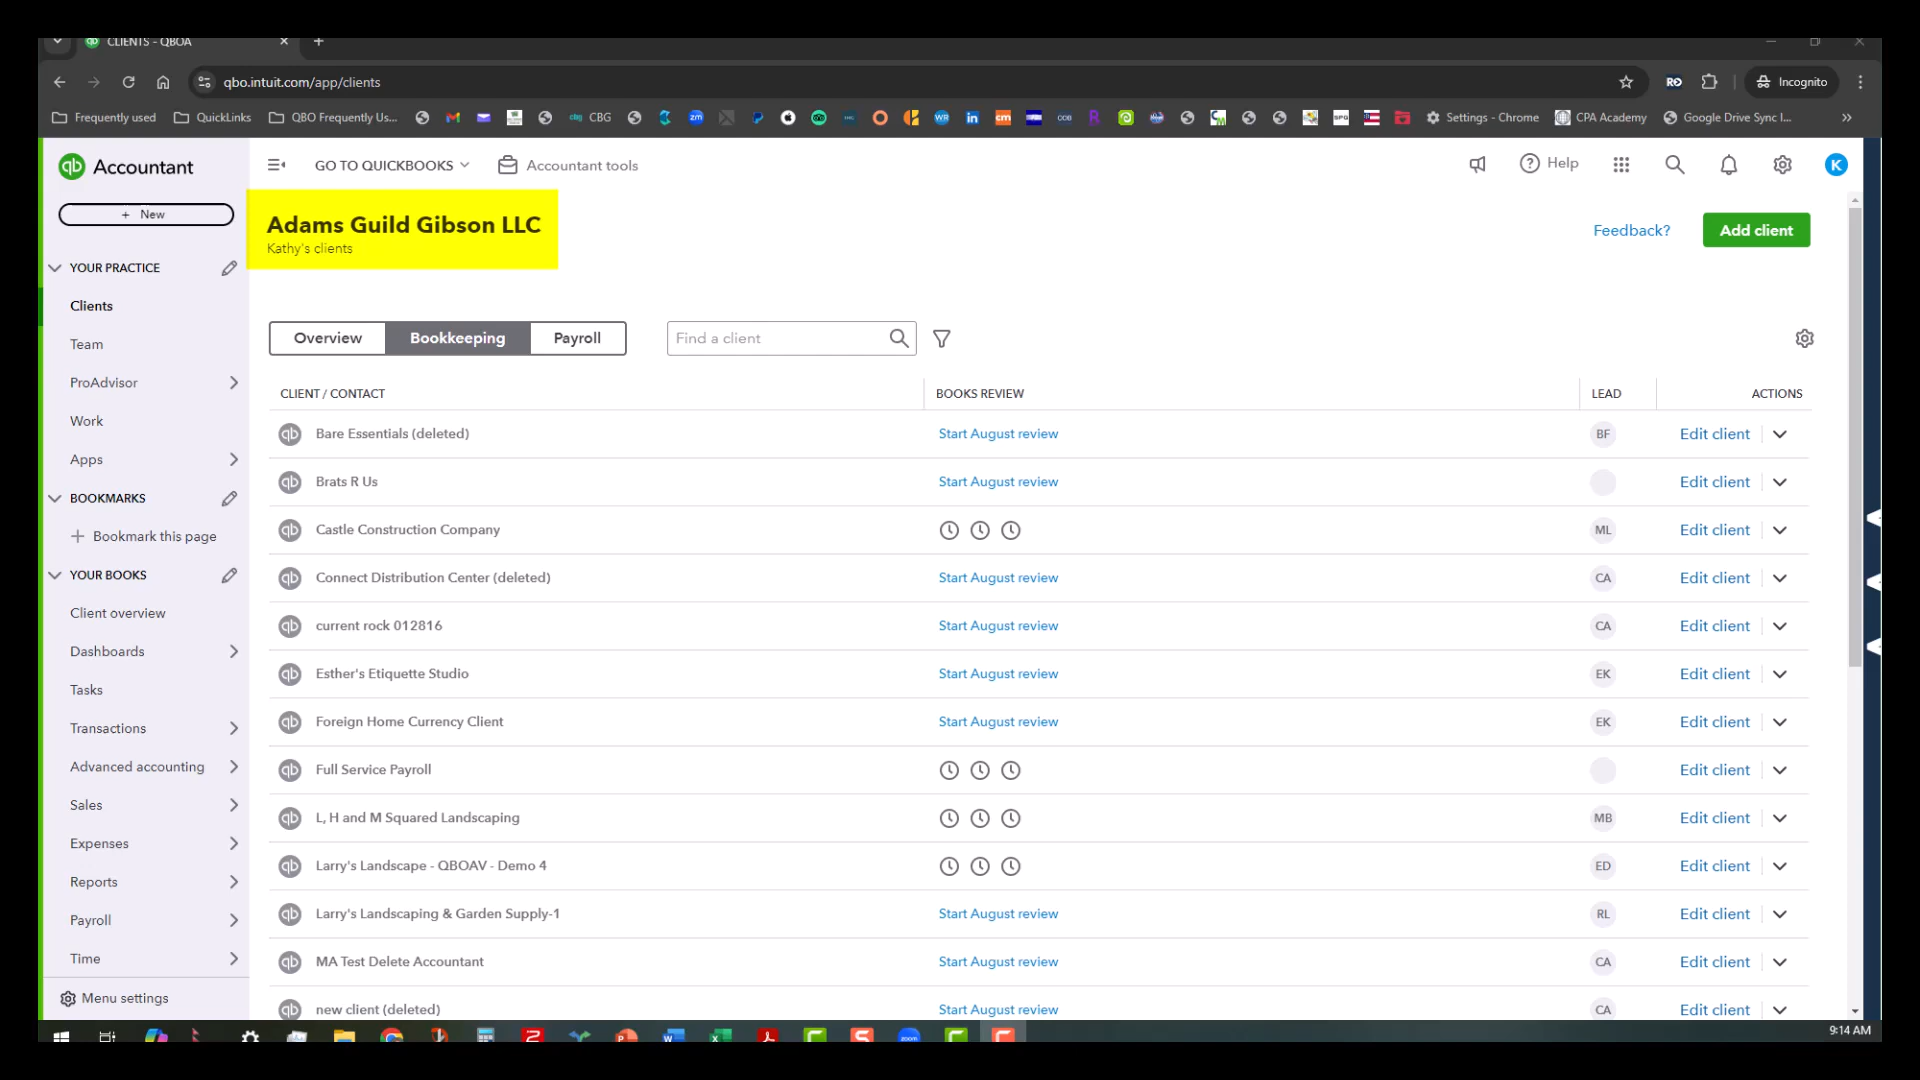 CLIENTS - QBOA
qbo.intuit.com/app/clients
Incognito
Frequently used
QuickLinks
QBO Frequently Us...
CBG
Settings - Chrome
CPA Academy
Google Drive Sync I...
qb Accountant
GO TO QUICKBOOKS
Accountant tools
Help
K
+ New
Adams Guild Gibson LLC
Kathy's clients
Feedback?
Add client
YOUR PRACTICE
Clients
Team
ProAdvisor
Work
Apps
BOOKMARKS
Bookmark this page
YOUR BOOKS
Client overview
Dashboards
Tasks
Transactions
Advanced accounting
Sales
Expenses
Reports
Payroll
Time
Menu settings
Overview
Bookkeeping
Payroll
Find a client
CLIENT / CONTACT BOOKS REVIEW LEAD ACTIONS
Bare Essentials (deleted) Start August review BF Edit client
Brats R Us Start August review Edit client
Castle Construction Company ML Edit client
Connect Distribution Center (deleted) Start August review CA Edit client
current rock 012816 Start August review CA Edit client
Esther's Etiquette Studio Start August review EK Edit client
Foreign Home Currency Client Start August review EK Edit client
Full Service Payroll Edit client
L, H and M Squared Landscaping MB Edit client
Larry's Landscape - QBOAV - Demo 4 ED Edit client
Larry's Landscaping & Garden Supply-1 Start August review RL Edit client
MA Test Delete Accountant Start August review CA Edit client
new client (deleted) Start August review CA Edit client
9:14 AM